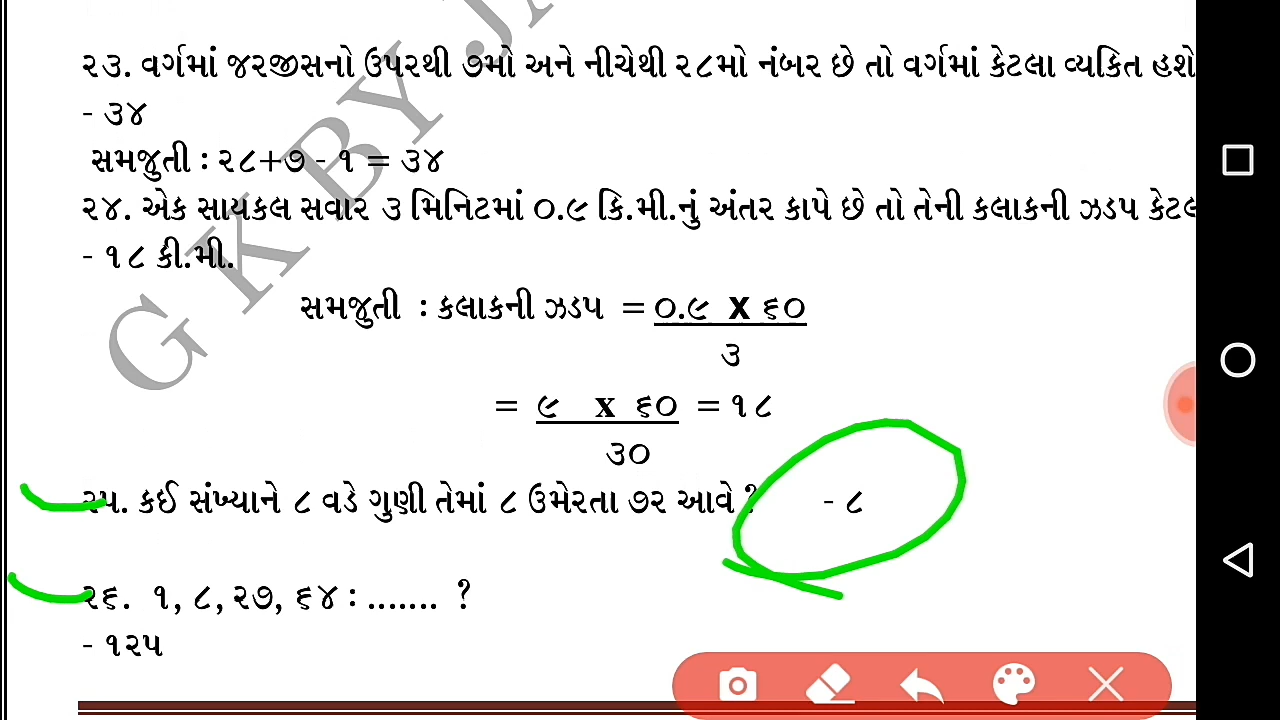 ૨૩. વર્ગમાં જરજીસનો ઉપરથી ૭મો અને નીચેથી ૨૮મો નંબર છે તો વર્ગમાં કેટલા વ્યકિત હશે
- ૩૪
સમજુતી : ૨૮+૭ - ૧ = ૩૪
૨૪. એક સાયકલ સવાર ૩ મિનિટમાં ૦.૯ કિ.મી.નું અંતર કાપે છે તો તેની કલાકની ઝડપ
- ૧૮ કી.મી.
સમજુતી : કલાકની ઝડપ = ૦.૯ X ૬૦
૩
= ૯ X ૬૦ = ૧૮
૩૦
૨૫. કઈ સંખ્યાને ૮ વડે ગુણી તેમાં ૮ ઉમેરતા ૭૨ આવે ? - ૮
૨૬. ૧, ૮, ૨૭, ૬૪ : ....... ?
- ૧૨૫
G K BY JA